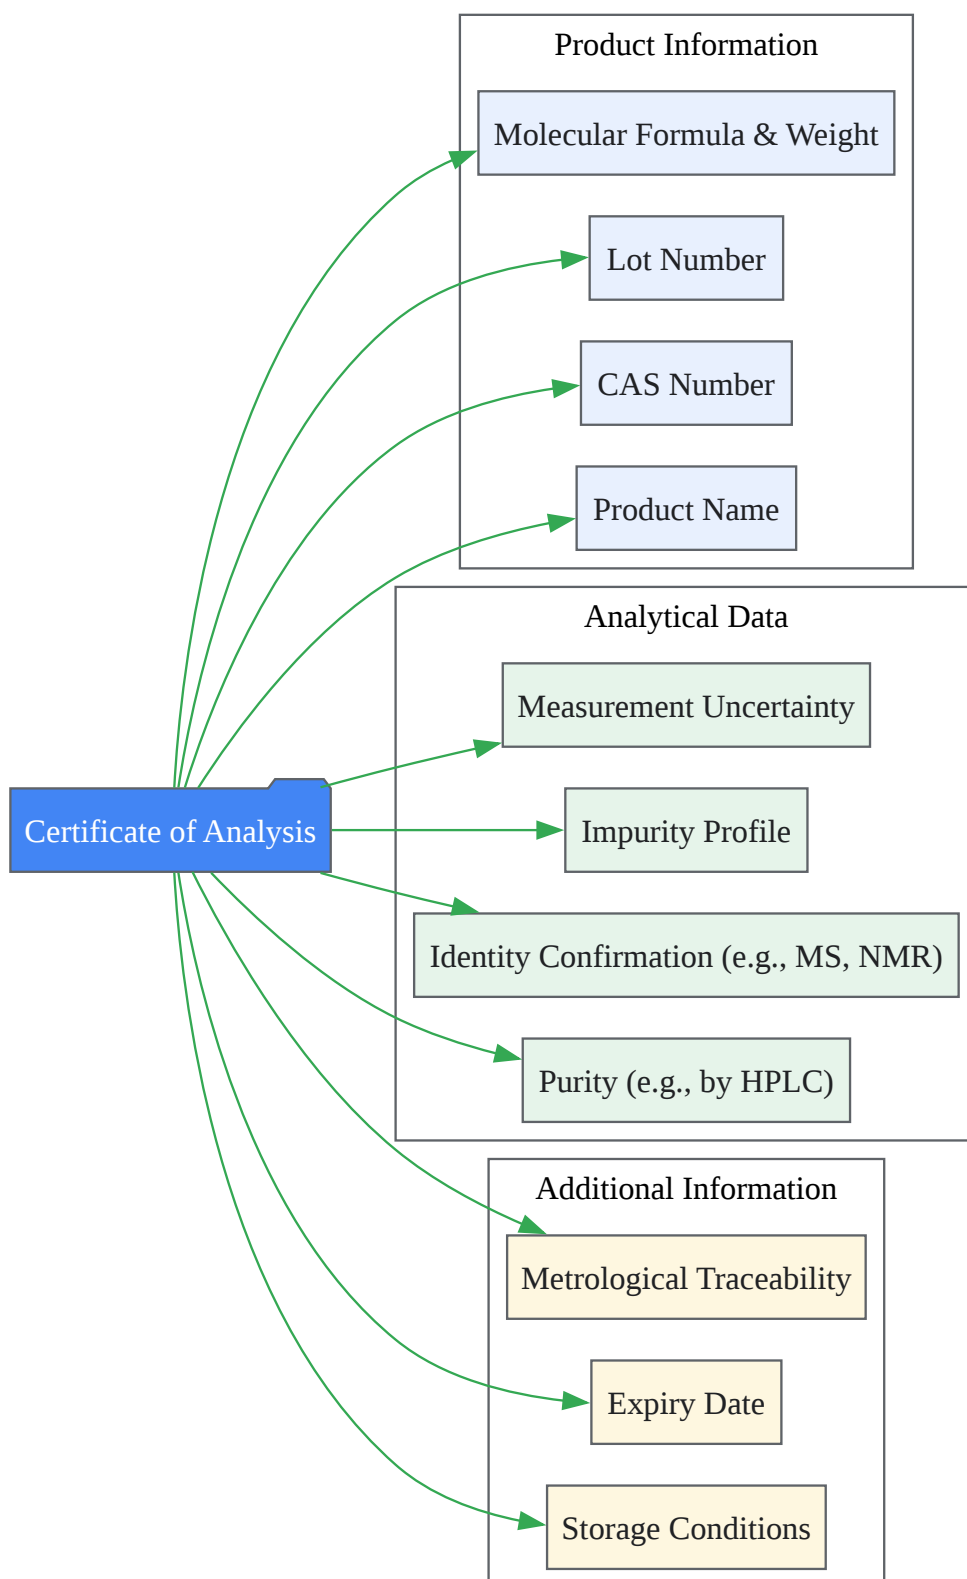 Product Information
Molecular Formula & Weight
Lot Number
CAS Number
Product Name
Analytical Data
Measurement Uncertainty
Certificate of Analysis
Impurity Profile
Identity Confirmation (e.g., MS, NMR)
Purity (e.g., by HPLC)
Additional Information
Metrological Traceability
Expiry Date
Storage Conditions